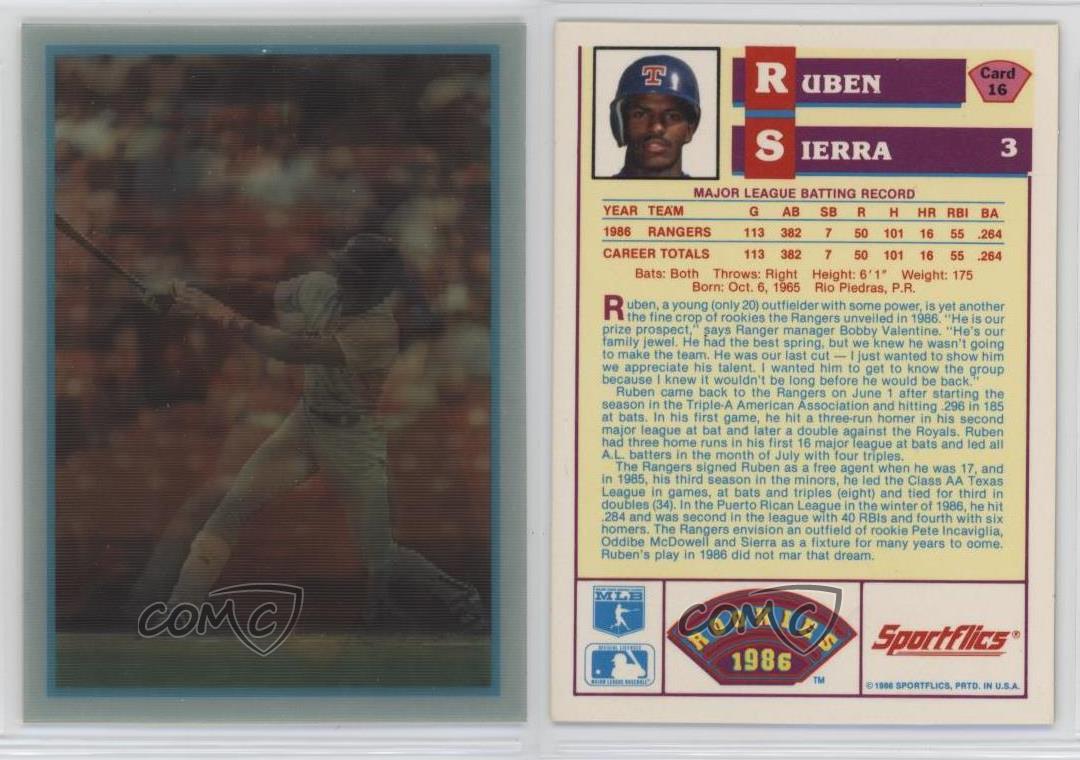 COMC
T
RUBEN
Card
16
SIERRA 3
MAJOR LEAGUE BATTING RECORD
YEAR TEAM G AB SB R H HR RBI BA
1986 RANGERS 113 382 7 50 101 16 55 .264
CAREER TOTALS 113 382 7 50 101 16 55 .264
Bats: Both Throws: Right Height: 6'1" Weight: 175
Born: Oct. 6, 1965 Rio Piedras, P.R.
Ruben, a young (only 20) outfielder with some power, is yet another
the fine crop of rookies the Rangers unveiled in 1986. "He is our
prize prospect," says Ranger manager Bobby Valentine. "He's our
family jewel. He had the best spring, but we knew he wasn't going
to make the team. He was our last cut — I just wanted to show him
we appreciate his talent. I wanted him to get to know the group
because I knew it wouldn't be long before he would be back."
Ruben came back to the Rangers on June 1 after starting the
season in the Triple-A American Association and hitting .296 in 185
at bats. In his first game, he hit a three-run homer in his second
major league at bat and later a double against the Royals. Ruben
had three home runs in his first 16 major league at bats and led all
A.L. batters in the month of July with four triples.
The Rangers signed Ruben as a free agent when he was 17, and
in 1985, his third season in the minors, he led the Class AA Texas
League in games, at bats and triples (eight) and tied for third in
doubles (34). In the Puerto Rican League in the winter of 1986, he hit
.284 and was second in the league with 40 RBIs and fourth with six
homers. The Rangers envision an outfield of rookie Pete Incaviglia,
Oddibe McDowell and Sierra as a fixture for many years to oome.
Ruben's play in 1986 did not mar that dream.
MLB
MAJOR LEAGUE BASEBALL
ROOKIES
1986
TM
COMC
Sportflics®
© 1986 SPORTFLICS, PRTD. IN U.S.A.